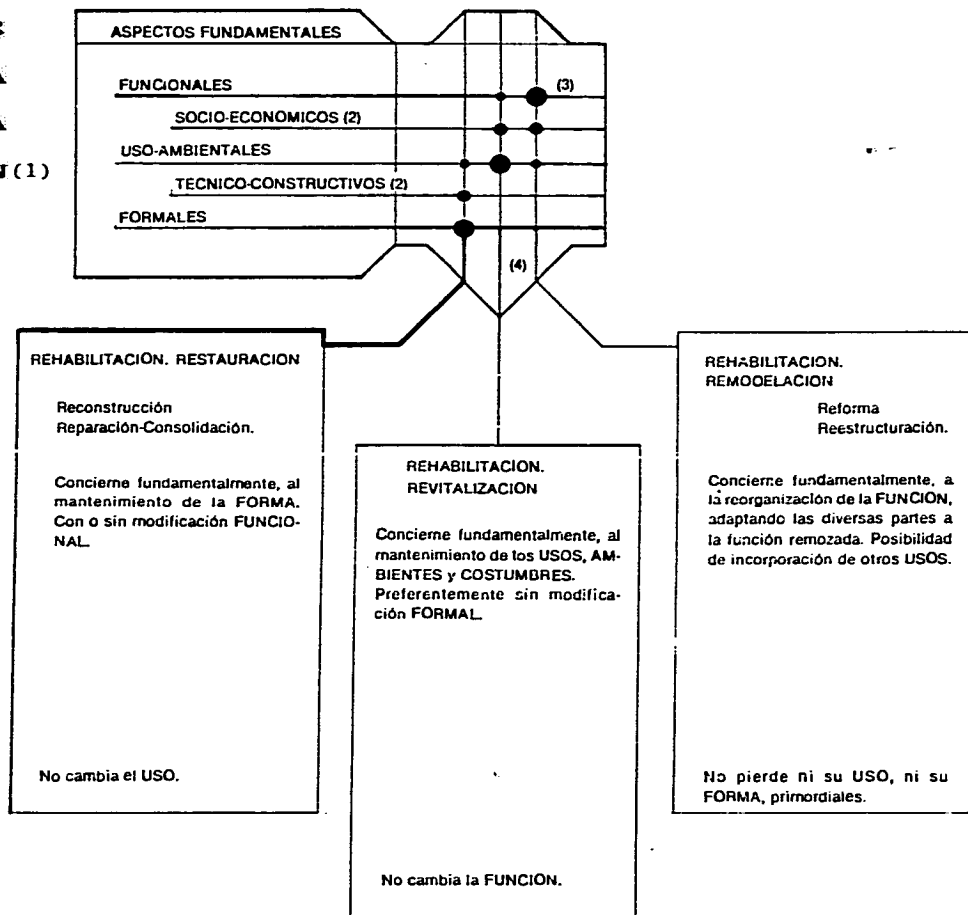 ASPECTOS FUNDAMENTALES
FUNCIONALES
(3)
SOCIO-ECONOMICOS (2)
USO-AMBIENTALES
(1)
TECNICO-CONSTRUCTIVOS (2)
FORMALES
(4)
REHABILITACION. RESTAURACION
Reconstrucción
Reparación-Consolidación.
Concierne fundamentalmente, al
mantenimiento de la FORMA.
Con o sin modificación FUNCIO-
NAL.
No cambia el USO.
REHABILITACION.
REVITALIZACION
Concierne fundamentalmente, al
mantenimiento de los USOS, AM-
BIENTES y COSTUMBRES.
Preferentemente sin modifica-
ción FORMAL.
No cambia la FUNCION.
REHABILITACION.
REMODELACION
Reforma
Reestructuración.
Concierne fundamentalmente, a
la reorganización de la FUNCION,
adaptando las diversas partes a
la función remozada. Posibilidad
de incorporación de otros USOS.
No pierde ni su USO, ni su
FORMA, primordiales.